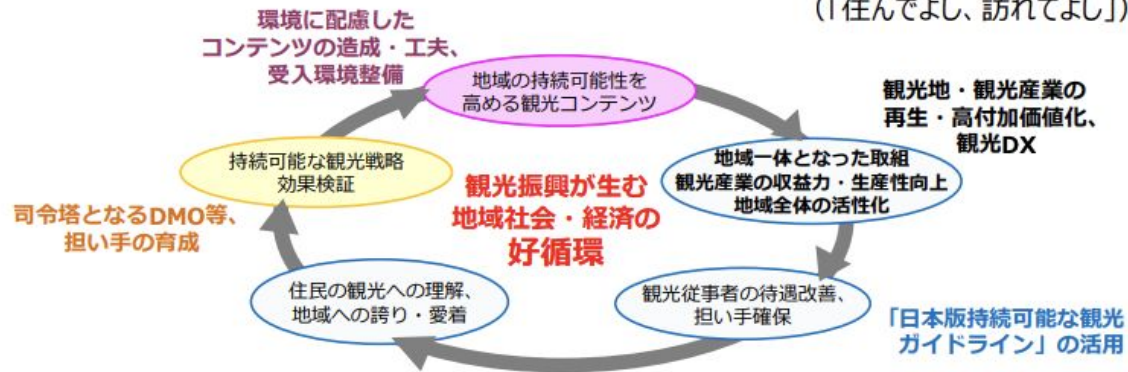 (「住んでよし、訪れてよし」)
環境に配慮した
コンテンツの造成・工夫、
受入環境整備
地域の持続可能性を
高める観光コンテンツ
観光地・観光産業の
再生・高付加価値化、
観光DX
持続可能な観光戦略
効果検証
地域一体となった取組
観光産業の収益力・生産性向上
地域全体の活性化
観光振興が生む
地域社会・経済の
好循環
司令塔となるDMO等、
担い手の育成
住民の観光への理解、
地域への誇り・愛着
観光従事者の待遇改善、
担い手確保
「日本版持続可能な観光
ガイドライン」の活用